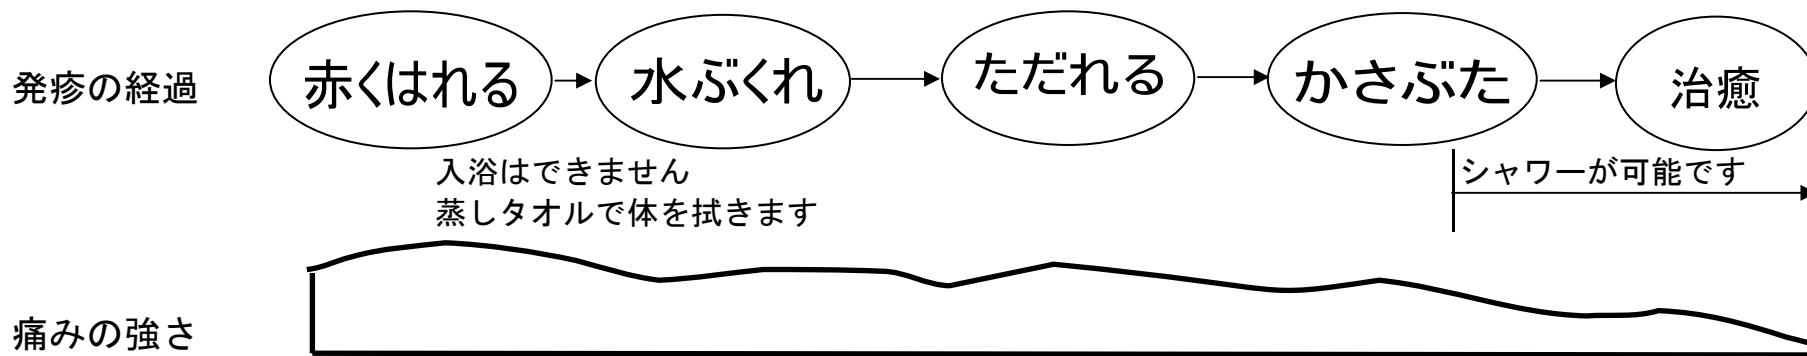 発疹の経過
赤くはれる
水ぶくれ
ただれる
かさぶた
治癒
入浴はできません
蒸しタオルで体を拭きます
シャワーが可能です
痛みの強さ